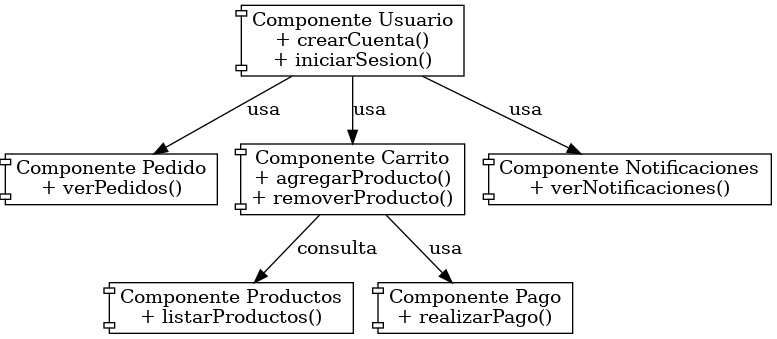 Componente Usuario
+ crearCuenta()
+ iniciarSesion()
usa
usa
usa
Componente Pedido
+ verPedidos()
Componente Carrito
+ agregarProducto()
+ removerProducto()
Componente Notificaciones
+ verNotificaciones()
consulta
usa
Componente Productos
+ listarProductos()
Componente Pago
+ realizarPago()